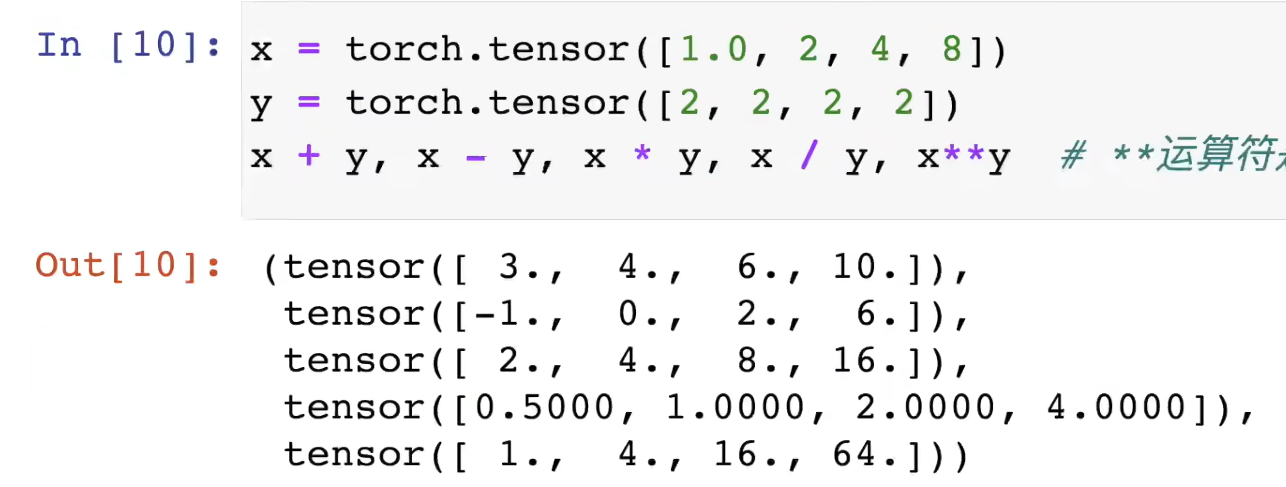 In [10]: x = torch.tensor([1.0, 2, 4, 8])
y = torch.tensor([2, 2, 2, 2])
x + y, x - y, x * y, x / y, x**y # **运算符
Out[10]: (tensor([ 3., 4., 6., 10.]),
tensor([-1., 0., 2., 6.]),
tensor([ 2., 4., 8., 16.]),
tensor([0.5000, 1.0000, 2.0000, 4.0000]),
tensor([ 1., 4., 16., 64.]))